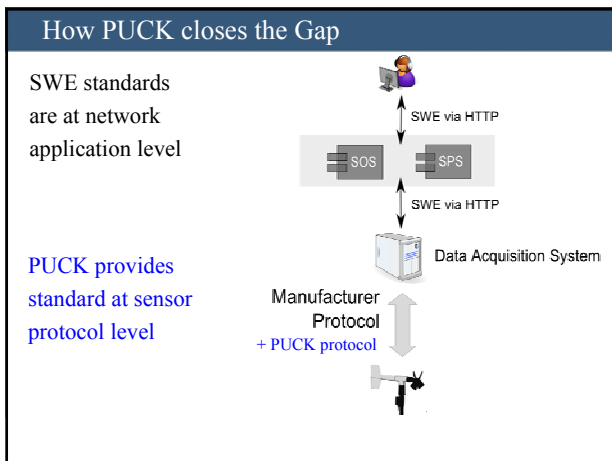 How PUCK closes the Gap
SWE standards
are at network
application level
SWE via HTTP
SOS
SPS
SWE via HTTP
Data Acquisition System
PUCK provides
standard at sensor
protocol level
Manufacturer
Protocol
+ PUCK protocol